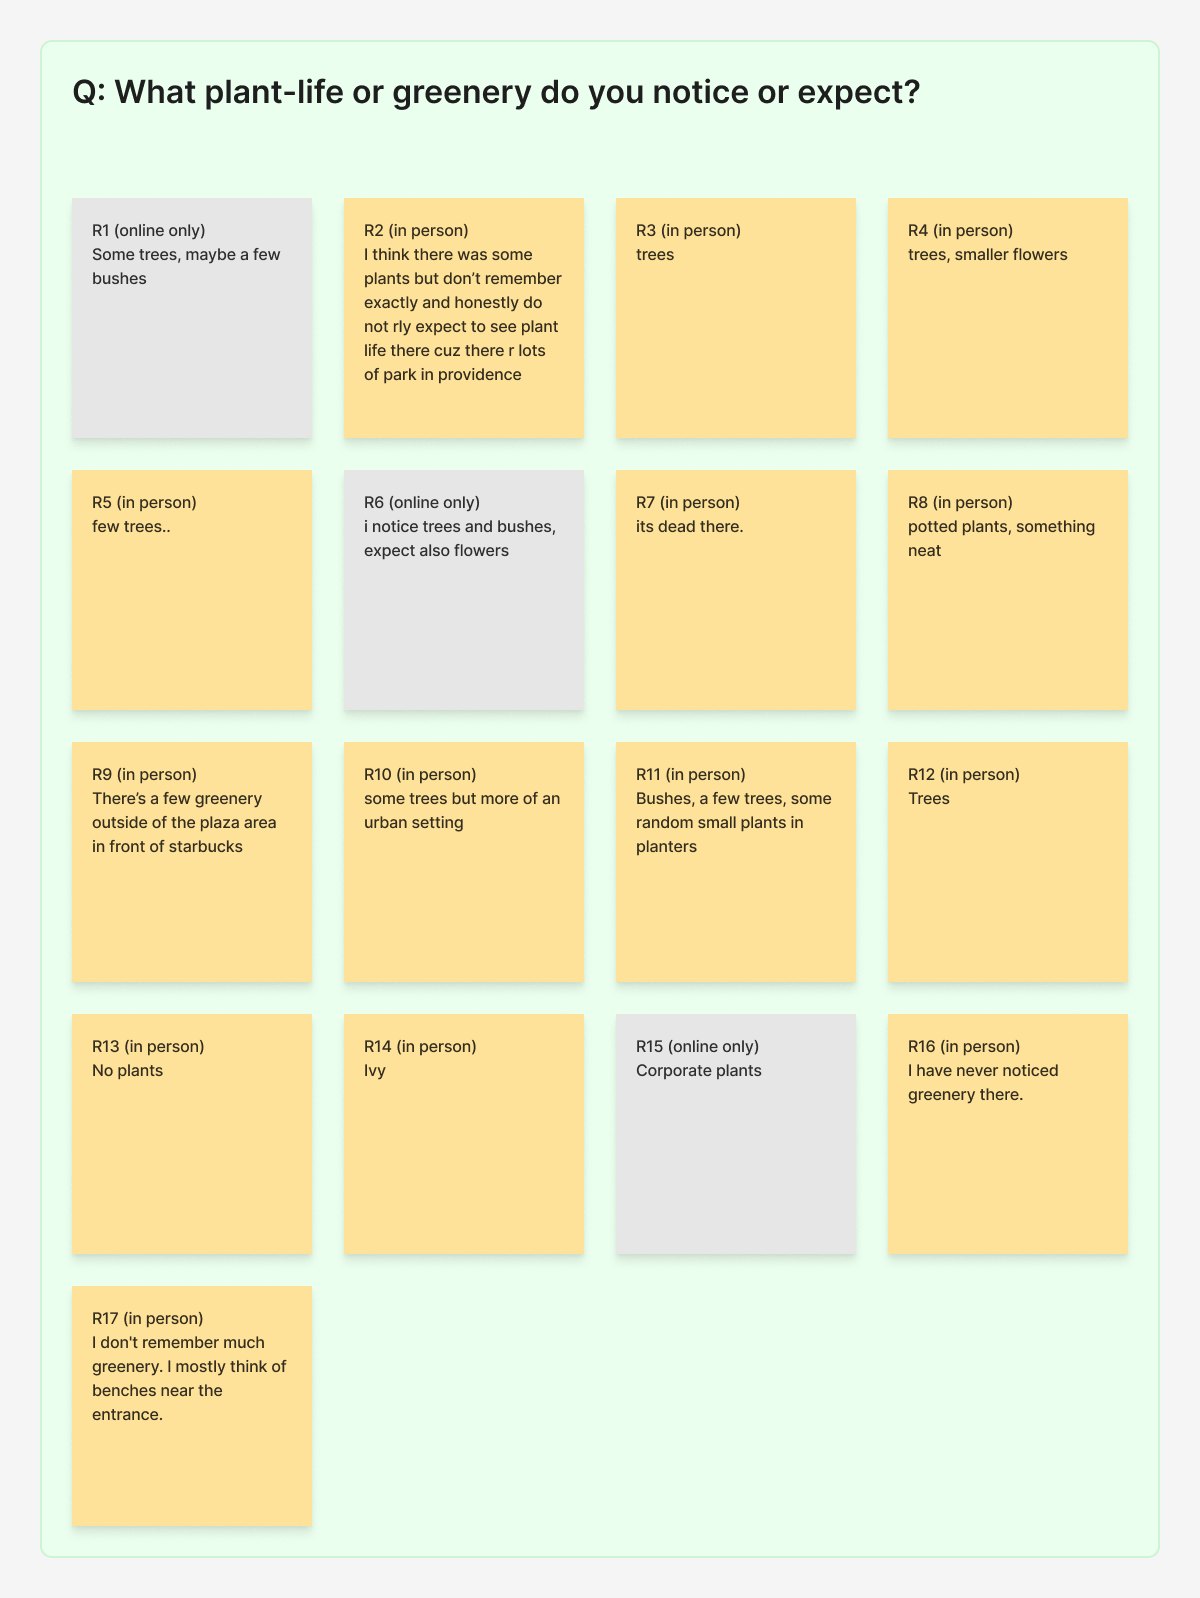 Q: What plant-life or greenery do you notice or expect?
R1 (online only)
Some trees, maybe a few
bushes
R2 (in person)
I think there was some
plants but don’t remember
exactly and honestly do
not rly expect to see plant
life there cuz there r lots
of park in providence
R3 (in person)
trees
R4 (in person)
trees, smaller flowers
R5 (in person)
few trees..
R6 (online only)
i notice trees and bushes,
expect also flowers
R7 (in person)
its dead there.
R8 (in person)
potted plants, something
neat
R9 (in person)
There’s a few greenery
outside of the plaza area
in front of starbucks
R10 (in person)
some trees but more of an
urban setting
R11 (in person)
Bushes, a few trees, some
random small plants in
planters
R12 (in person)
Trees
R13 (in person)
No plants
R14 (in person)
Ivy
R15 (online only)
Corporate plants
R16 (in person)
I have never noticed
greenery there.
R17 (in person)
I don't remember much
greenery. I mostly think of
benches near the
entrance.